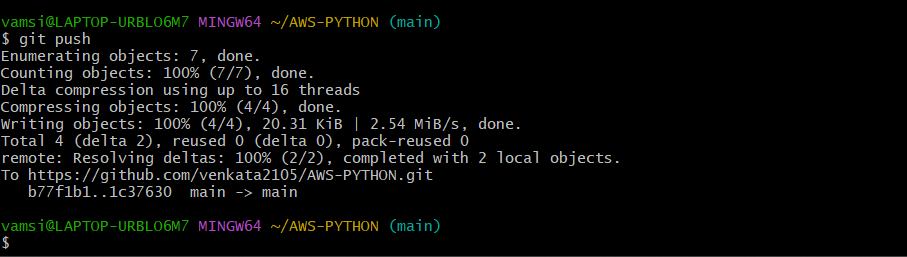 vamsi@LAPTOP-URBLO6M7 MINGW64 ~/AWS-PYTHON (main)
$ git push
Enumerating objects: 7, done.
Counting objects: 100% (7/7), done.
Delta compression using up to 16 threads
Compressing objects: 100% (4/4), done.
Writing objects: 100% (4/4), 20.31 KiB | 2.54 MiB/s, done.
Total 4 (delta 2), reused 0 (delta 0), pack-reused 0
remote: Resolving deltas: 100% (2/2), completed with 2 local objects.
To https://github.com/venkata2105/AWS-PYTHON.git
   b77f1b1..1c37630  main -> main
vamsi@LAPTOP-URBLO6M7 MINGW64 ~/AWS-PYTHON (main)
$